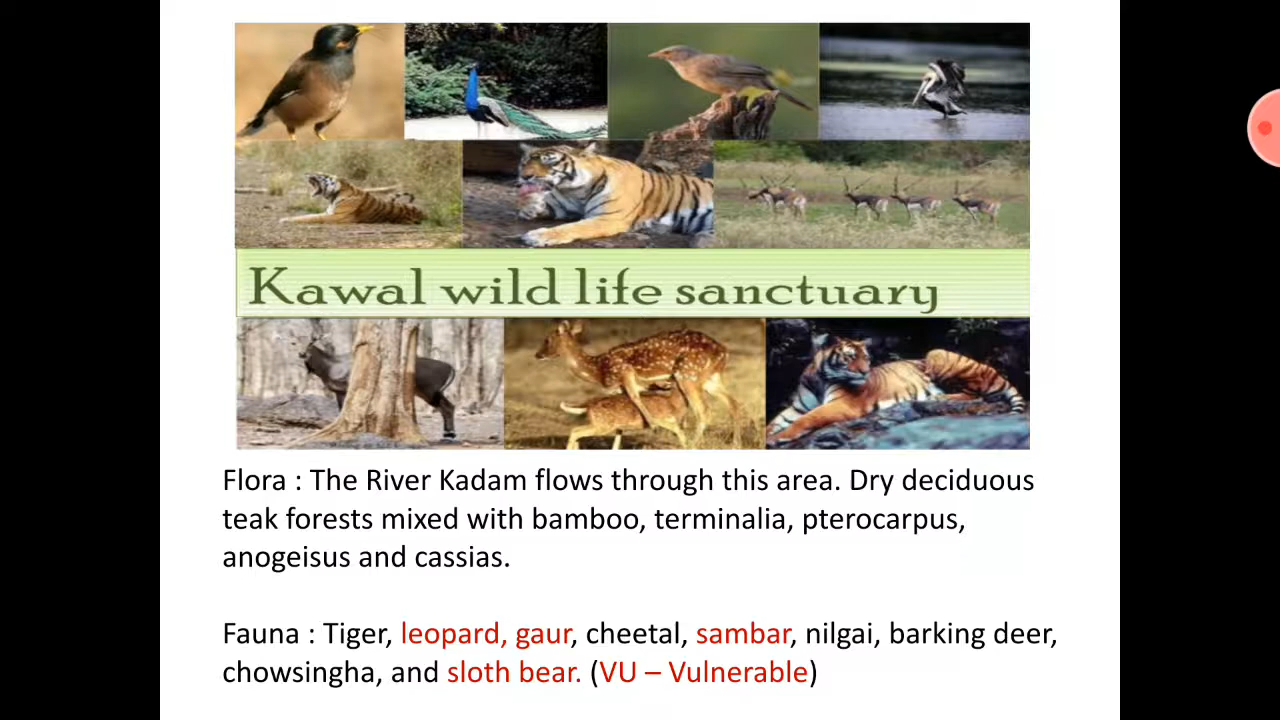 Kawal wild life sanctuary
Flora : The River Kadam flows through this area. Dry deciduous
teak forests mixed with bamboo, terminalia, pterocarpus,
anogeisus and cassias.
Fauna : Tiger, leopard, gaur, cheetal, sambar, nilgai, barking deer,
chowsingha, and sloth bear. (VU – Vulnerable)